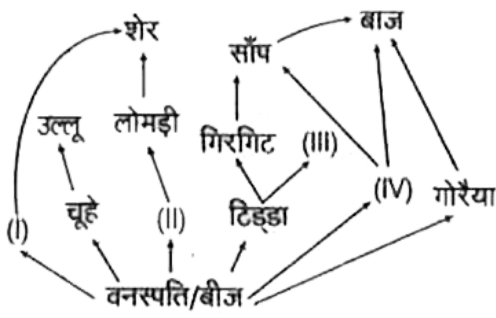 शेर
बाज
साँप
उल्लू
लोमड़ी
गिरगिट
(III)
चूहे
(I)
(II)
टिड्डा
(IV)
गोरैया
वनस्पति/बीज